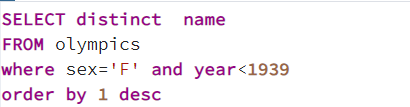 SELECT distinct  name
FROM olympics
where sex='F' and year<1939
order by 1 desc